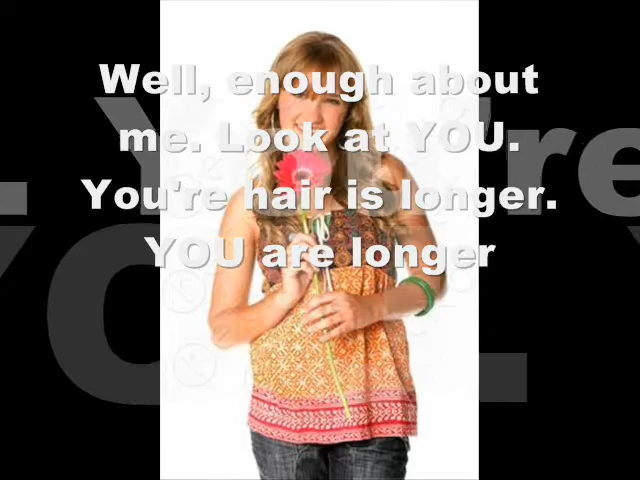 Well, enough about
me. Look at YOU.
You're hair is longer.
YOU are longer